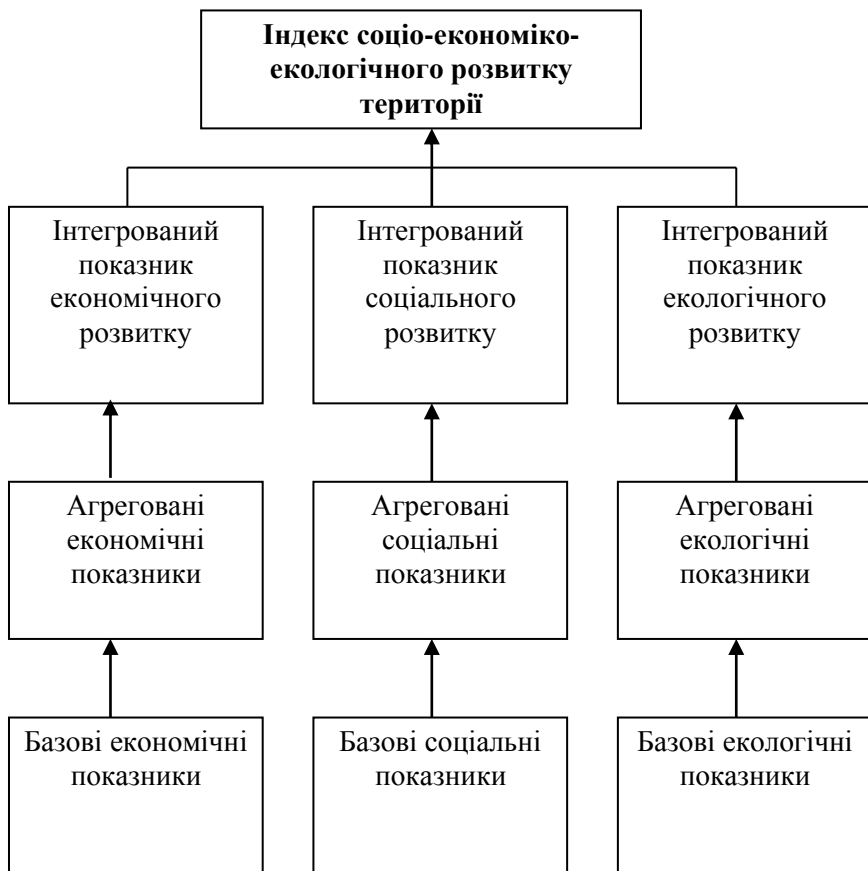 Індекс соціо-економіко-
екологічного розвитку
території
Інтегрований
показник
економічного
розвитку
Інтегрований
показник
соціального
розвитку
Інтегрований
показник
екологічного
розвитку
Агреговані
економічні
показники
Агреговані
соціальні
показники
Агреговані
екологічні
показники
Базові економічні
показники
Базові соціальні
показники
Базові екологічні
показники